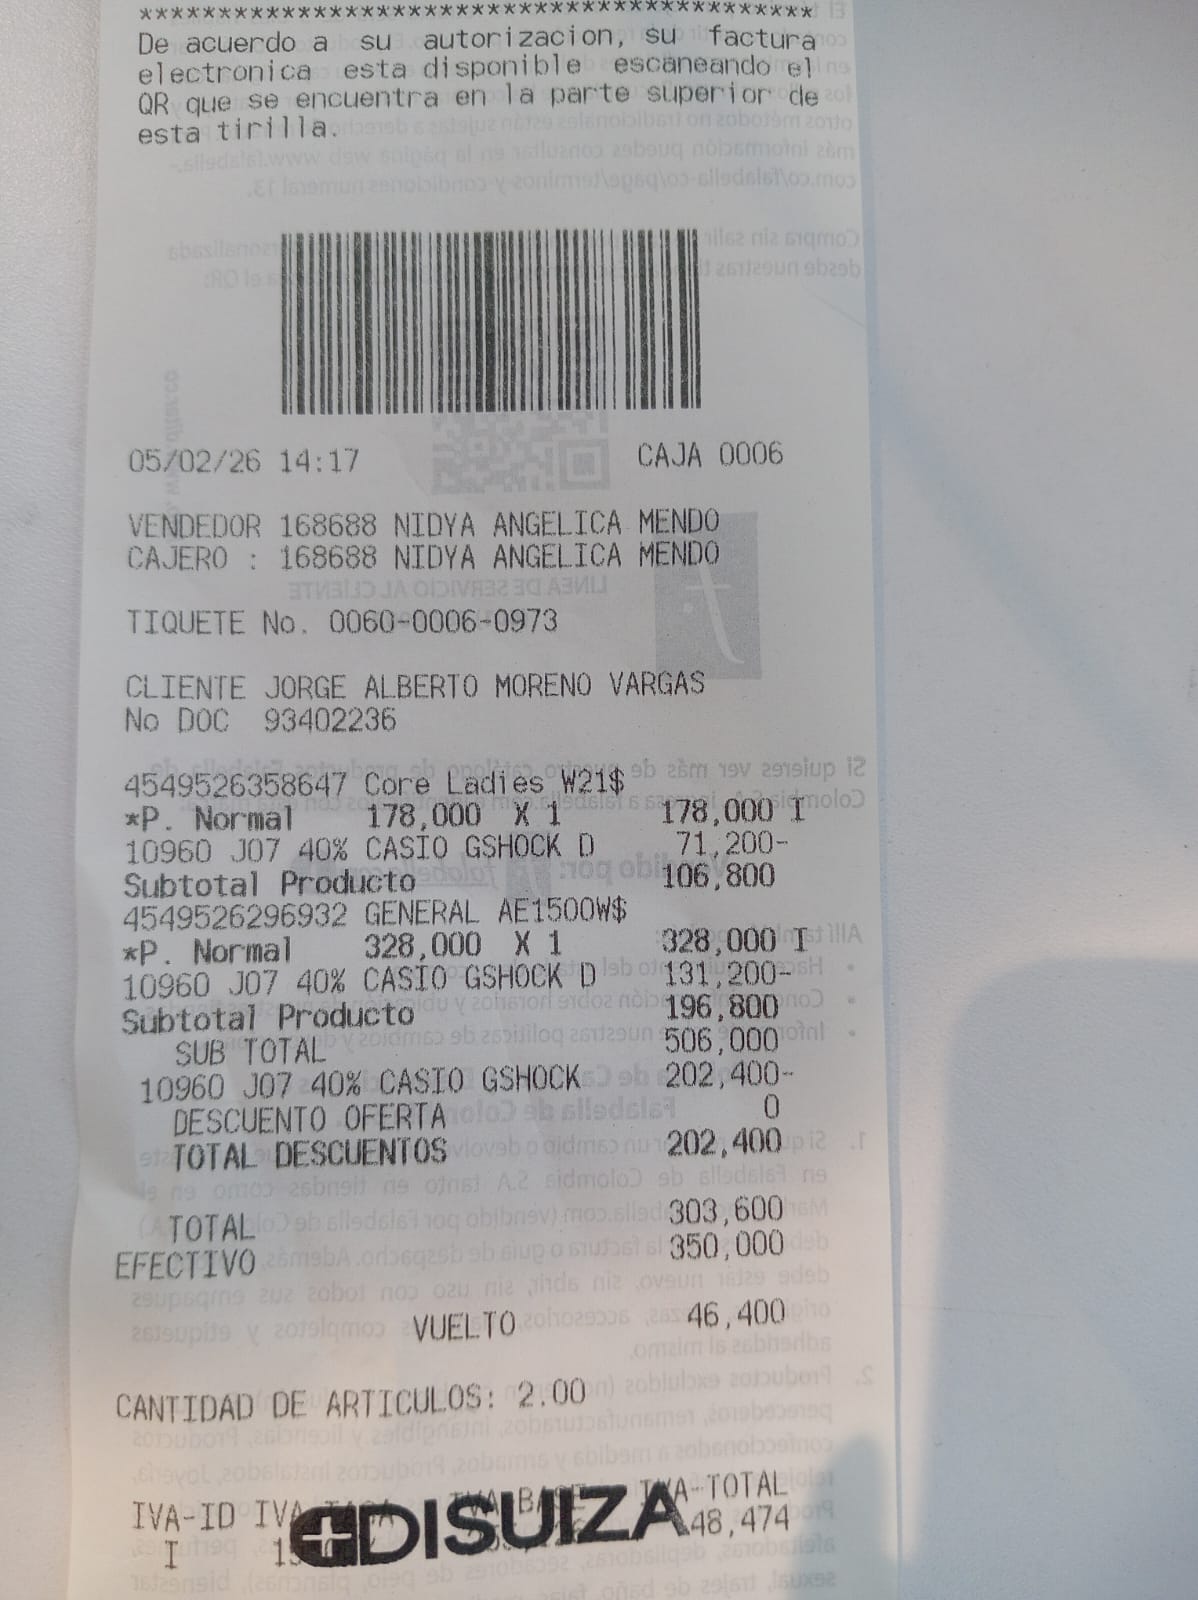 ******************************************
De acuerdo a su autorizacion, su factura
electronica esta disponible escaneando el
QR que se encuentra en la parte superior de
esta tirilla.
05/02/26 14:17 CAJA 0006
VENDEDOR 168688 NIDYA ANGELICA MENDO
CAJERO : 168688 NIDYA ANGELICA MENDO
TIQUETE No. 0060-0006-0973
CLIENTE JORGE ALBERTO MORENO VARGAS
No DOC 93402236
4549526358647 Core Ladies W21$
*P. Normal 178,000 X 1 178,000 I
10960 J07 40% CASIO GSHOCK D 71,200-
Subtotal Producto 106,800
4549526296932 GENERAL AE1500W$
*P. Normal 328,000 X 1 328,000 I
10960 J07 40% CASIO GSHOCK D 131,200-
Subtotal Producto 196,800
SUB TOTAL 506,000
10960 J07 40% CASIO GSHOCK 202,400-
DESCUENTO OFERTA 0
TOTAL DESCUENTOS 202,400
TOTAL 303,600
EFECTIVO 350,000
VUELTO 46,400
CANTIDAD DE ARTICULOS: 2.00
IVA-ID IVA-TOTAL
I 48,474
DISUIZA